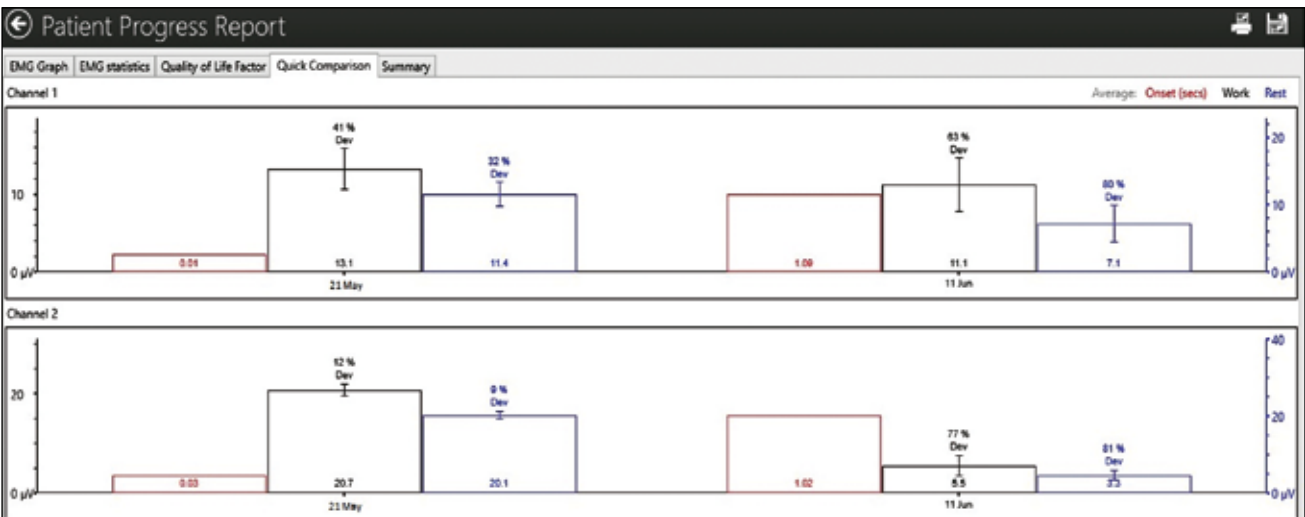 Patient Progress Report
EMG Graph EMG statistics Quality of Life Factor Quick Comparison Summary
Channel 1
Average: Onset (secs) Work Rest
41 %
Dev
32 %
Dev
63 %
Dev
80 %
Dev
20
10
10
0 µV
0 µV
0.01 13.1 11.4 1.09 11.1 7.1
21 May 11 Jun
Channel 2
12 %
Dev
9 %
Dev
77 %
Dev
81 %
Dev
40
20
20
0 µV
0 µV
0.03 20.7 20.1 1.02 5.5 3.3
21 May 11 Jun